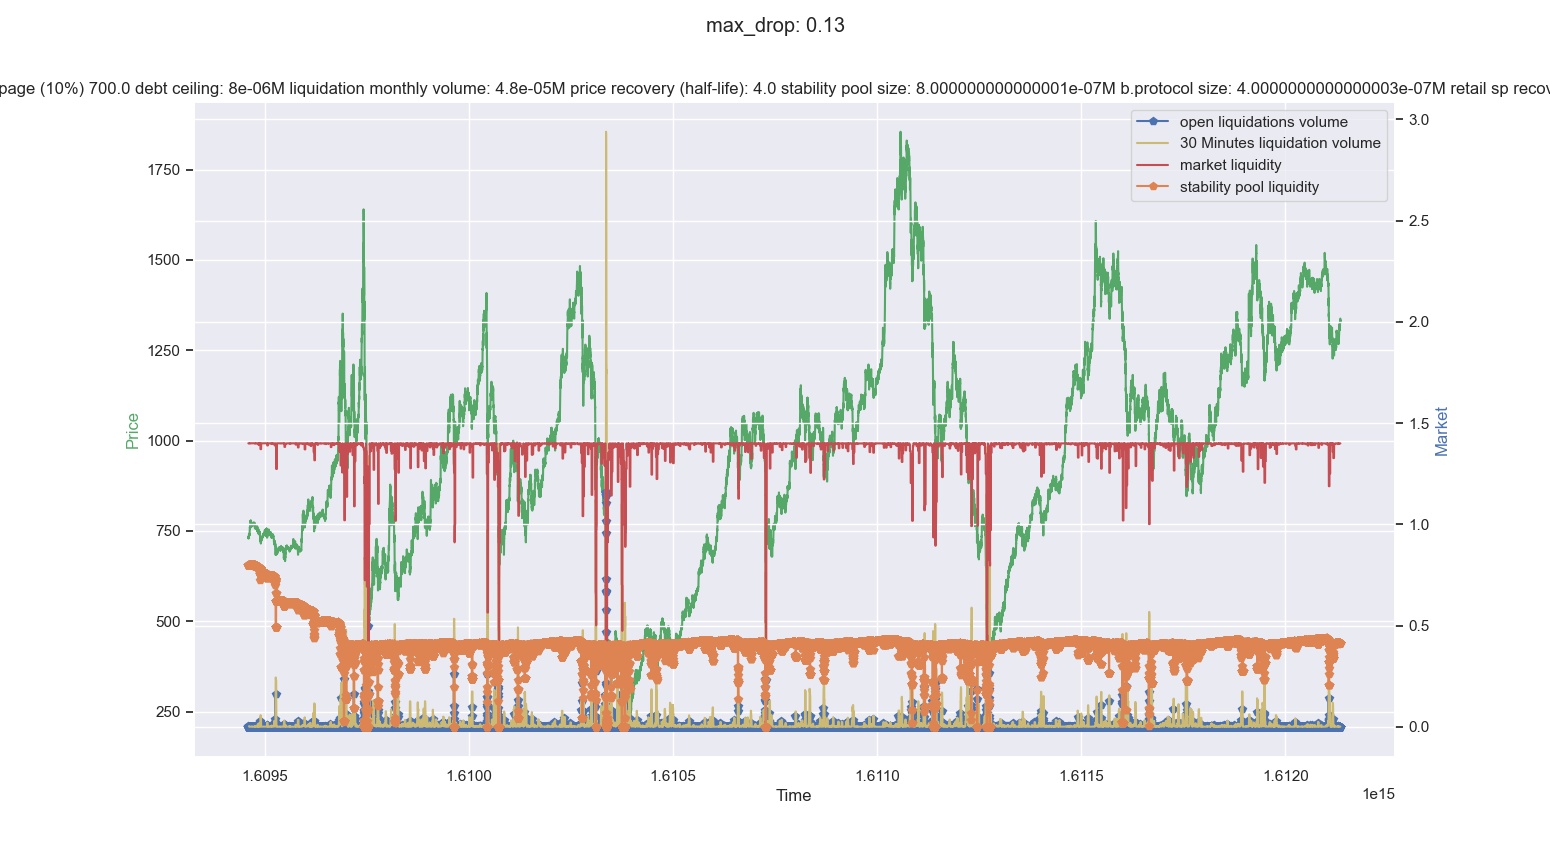 max_drop: 0.13
page (10%) 700.0 debt ceiling: 8e-06M liquidation monthly volume: 4.8e-05M price recovery (half-life): 4.0 stability pool size: 8.000000000000001e-07M b.protocol size: 4.0000000000000003e-07M retail sp recov
open liquidations volume
30 Minutes liquidation volume
market liquidity
stability pool liquidity
1750
1500
1250
1000
750
500
250
Price
3.0
2.5
2.0
1.5
1.0
0.5
0.0
Market
1.6095 1.6100 1.6105 1.6110 1.6115 1.6120
Time
1e15